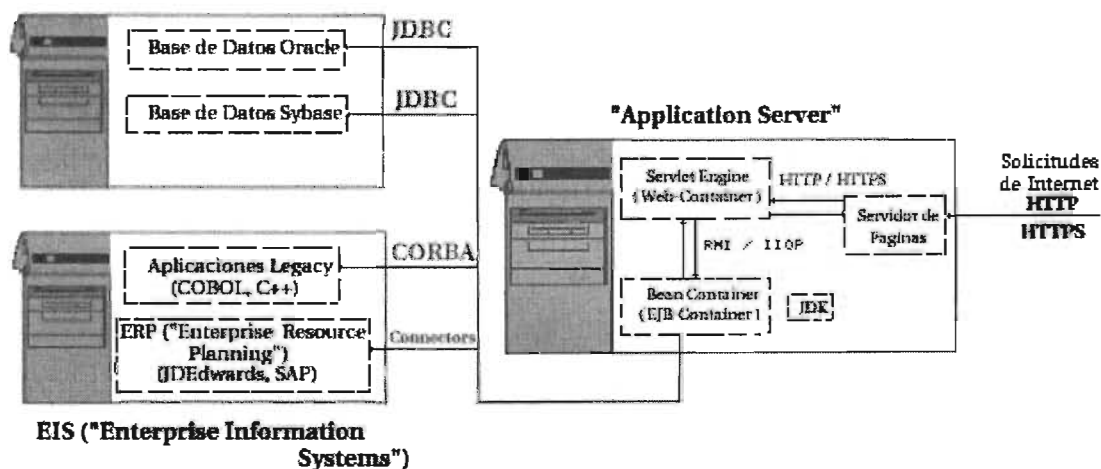 Base de Datos Oracle
JDBC
Base de Datos Sybase
JDBC
Aplicaciones Legacy
(COBOL, C++)
CORBA
ERP ("Enterprise Resource
Planning")
(JDEdwards, SAP)
Connectors
EIS ("Enterprise Information
Systems")
"Application Server"
Servlet Engine
(Web-Container)
HTTP / HTTPS
Servidor de
Paginas
RMI / IIOP
Bean Container
(EJB-Container)
JDK
Solicitudes
de Internet
HTTP
HTTPS